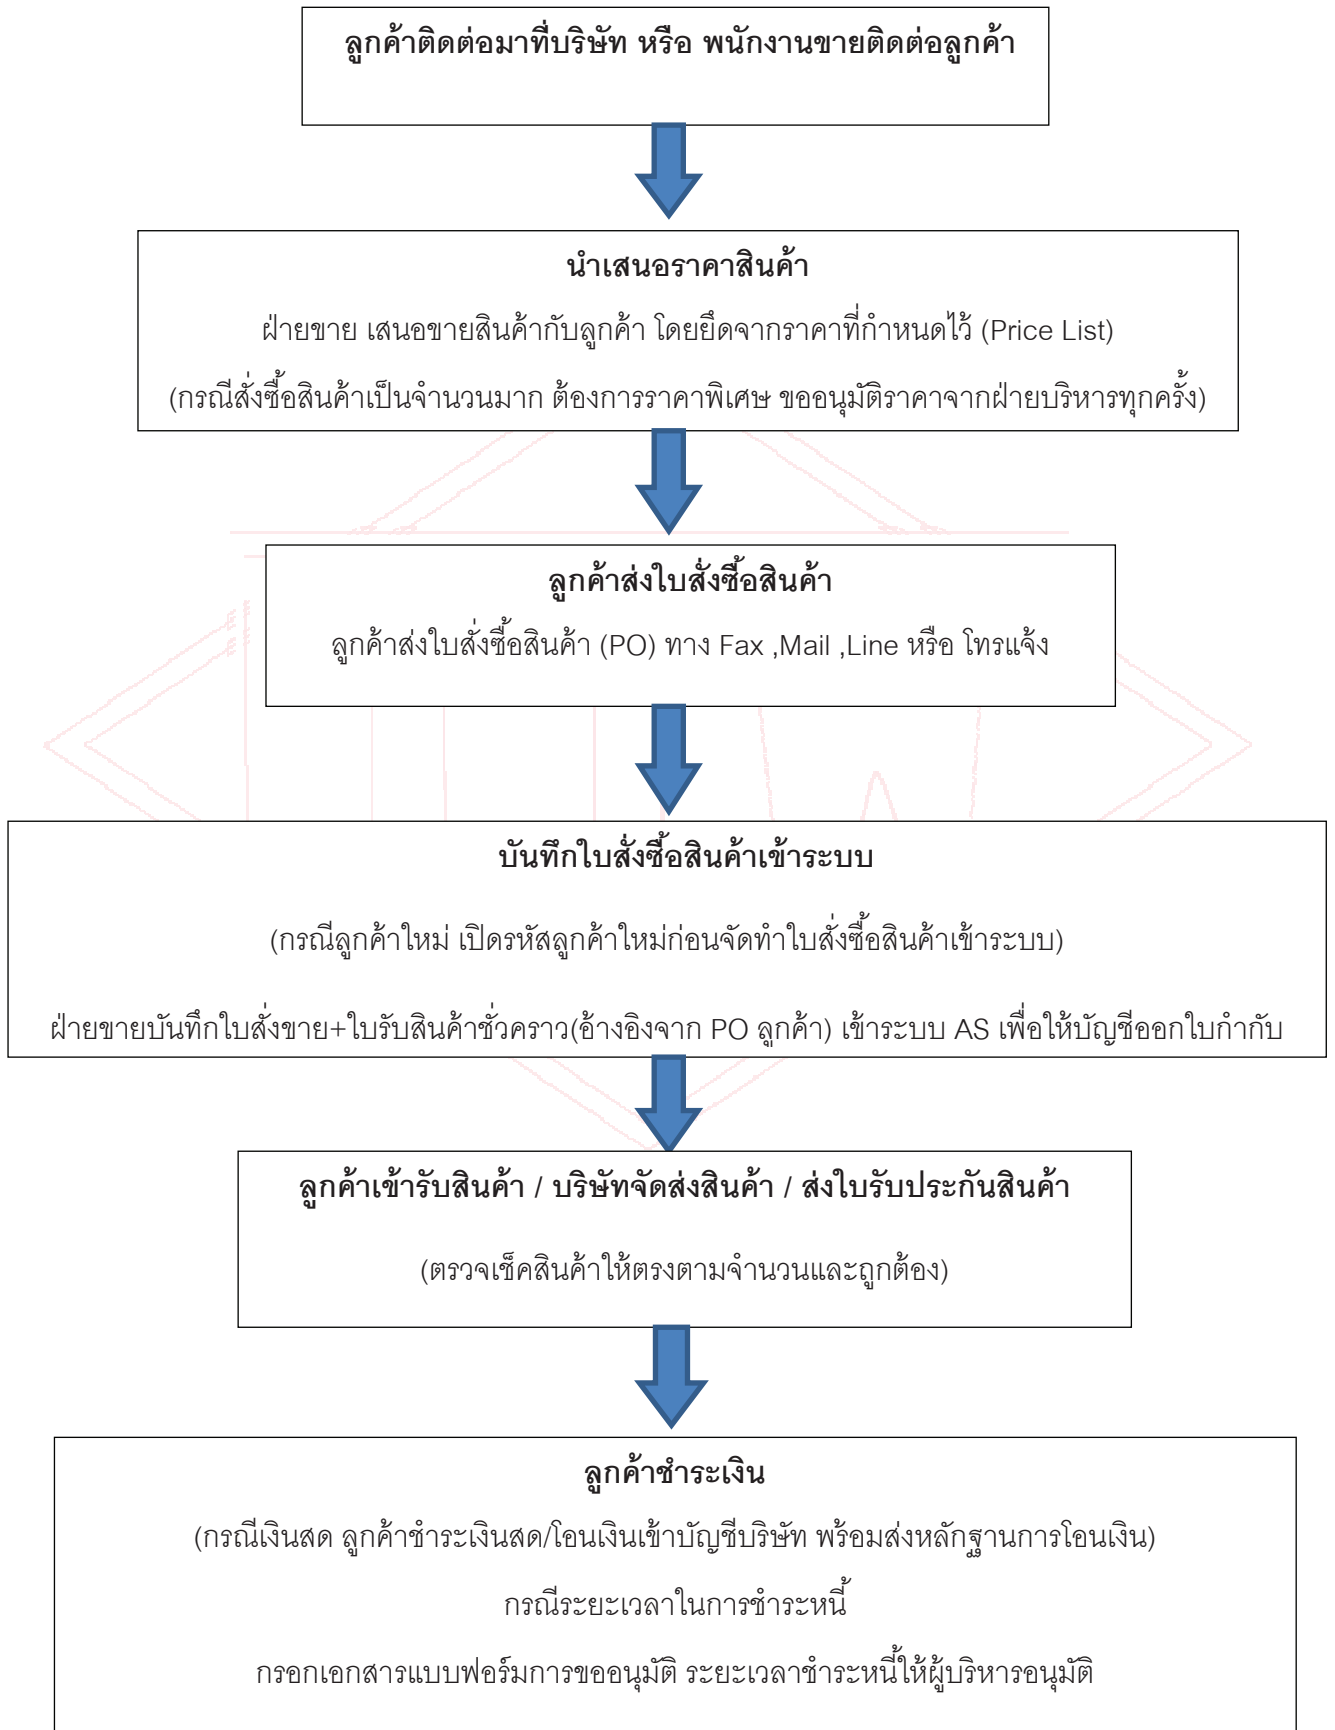 ลูกค้าติดต่อมาที่บริษัท หรือ พนักงานขายติดต่อลูกค้า
นำเสนอราคาสินค้า
ฝ่ายขาย เสนอขายสินค้ากับลูกค้า โดยยึดจากราคาที่กำหนดไว้ (Price List)
(กรณีสั่งซื้อสินค้าเป็นจำนวนมาก ต้องการราคาพิเศษ ขออนุมัติราคาจากฝ่ายบริหารทุกครั้ง)
ลูกค้าส่งใบสั่งซื้อสินค้า
ลูกค้าส่งใบสั่งซื้อสินค้า (PO) ทาง Fax ,Mail ,Line หรือ โทรแจ้ง
บันทึกใบสั่งซื้อสินค้าเข้าระบบ
(กรณีลูกค้าใหม่ เปิดรหัสลูกค้าใหม่ก่อนจัดทำใบสั่งซื้อสินค้าเข้าระบบ)
ฝ่ายขายบันทึกใบสั่งขาย+ใบรับสินค้าชั่วคราว(อ้างอิงจาก PO ลูกค้า) เข้าระบบ AS เพื่อให้บัญชีออกใบกำกับ
ลูกค้าเข้ารับสินค้า / บริษัทจัดส่งสินค้า / ส่งใบรับประกันสินค้า
(ตรวจเช็คสินค้าให้ตรงตามจำนวนและถูกต้อง)
ลูกค้าชำระเงิน
(กรณีเงินสด ลูกค้าชำระเงินสด/โอนเงินเข้าบัญชีบริษัท พร้อมส่งหลักฐานการโอนเงิน)
กรณีระยะเวลาในการชำระหนี้
กรอกเอกสารแบบฟอร์มการขออนุมัติ ระยะเวลาชำระหนี้ให้ผู้บริหารอนุมัติ